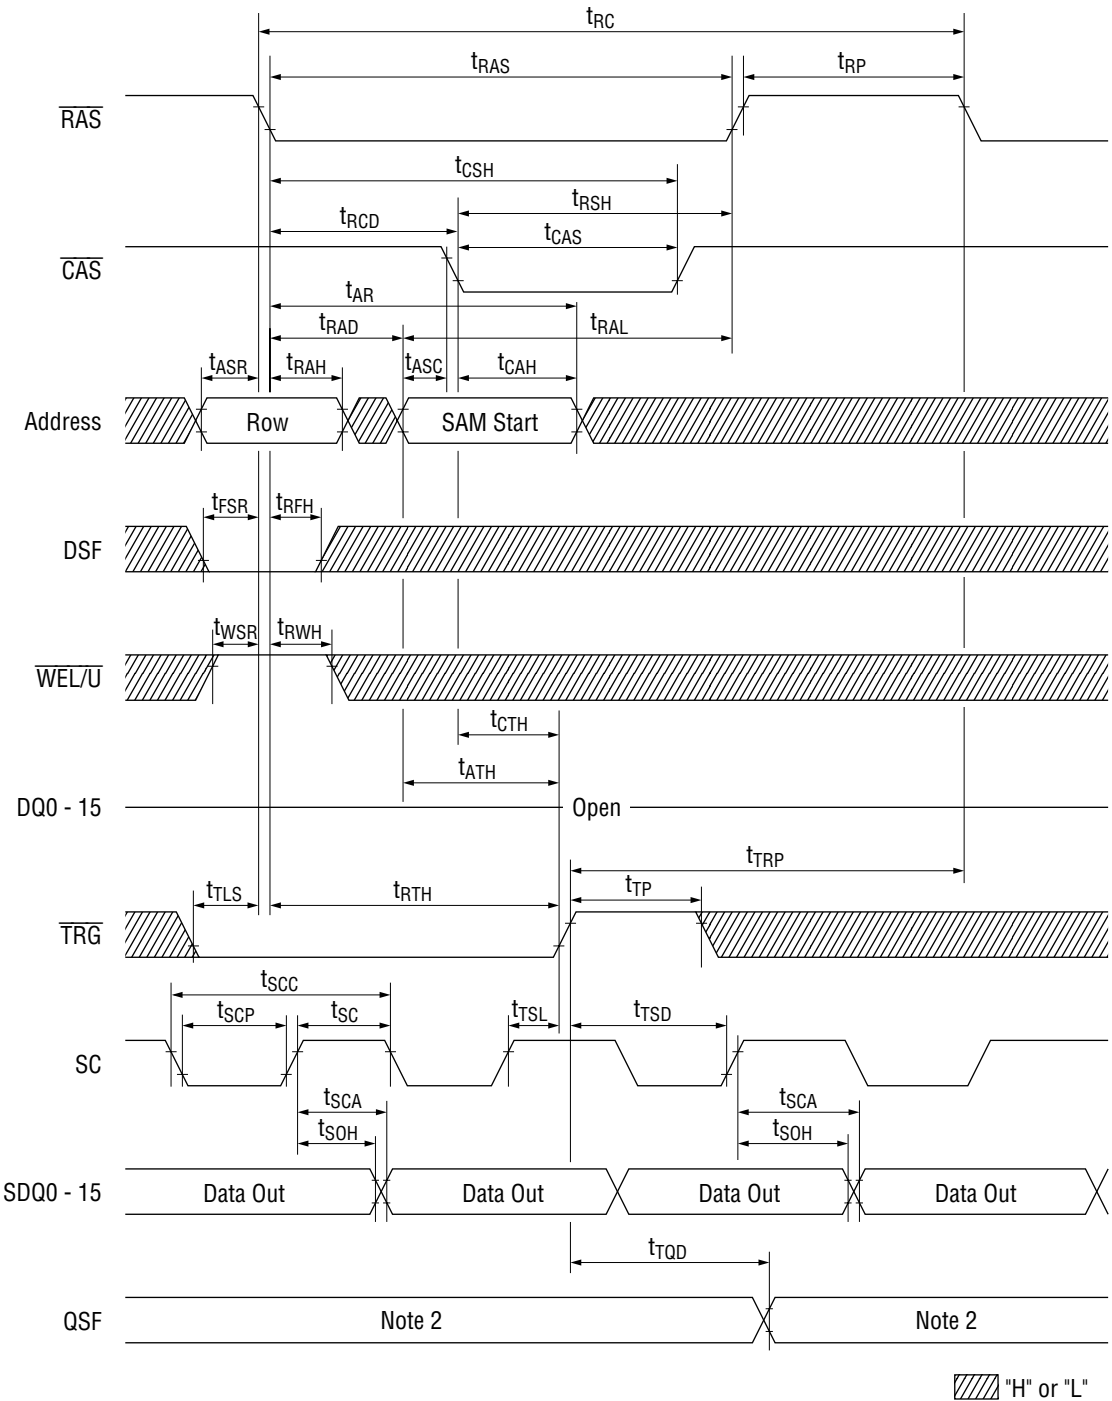 tRC
tRAS
tRP
RAS
tCSH
tRSH
tRCD
tCAS
CAS
tAR
tRAD
tRAL
tASR
tRAH
tASC
tCAH
Address
Row
SAM Start
tFSR
tRFH
DSF
tWSR
tRWH
WEL/U
tCTH
tATH
DQ0 - 15
Open
tTRP
tTLS
tRTH
tTP
TRG
tSCC
tSCP
tSC
tTSL
tTSD
SC
tSCA
tSCA
tSOH
tSOH
SDQ0 - 15
Data Out
Data Out
Data Out
Data Out
tTQD
QSF
Note 2
Note 2
"H" or "L"